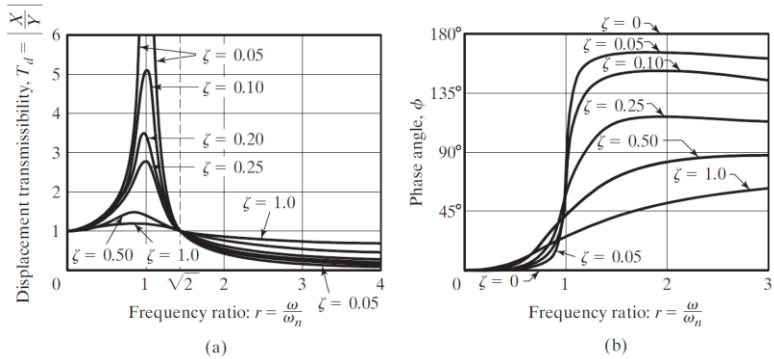 Displacement transmissibility, T_d = |X/Y|
6
5
4
3
2
1
0
1
√2
2
3
4
ζ = 0.05
ζ = 0.10
ζ = 0.20
ζ = 0.25
ζ = 1.0
ζ = 0.50
ζ = 1.0
ζ = 0.05
Frequency ratio: r = ω/ω_n
(a)
Phase angle, ϕ
180°
135°
90°
45°
0
1
2
3
ζ = 0
ζ = 0.05
ζ = 0.10
ζ = 0.25
ζ = 0.50
ζ = 1.0
ζ = 0.05
ζ = 0
Frequency ratio: r = ω/ω_n
(b)